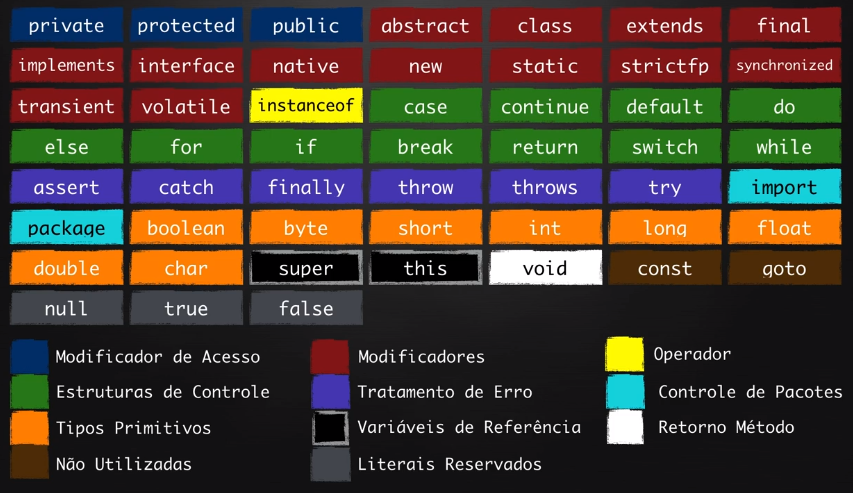 private protected public abstract class extends final
implements interface native new static strictfp synchronized
transient volatile instanceof case continue default do
else for if break return switch while
assert catch finally throw throws try import
package boolean byte short int long float
double char super this void const goto
null true false
Modificador de Acesso Modificadores Operador
Estruturas de Controle Tratamento de Erro Controle de Pacotes
Tipos Primitivos Variáveis de Referência Retorno Método
Não Utilizadas Literais Reservados